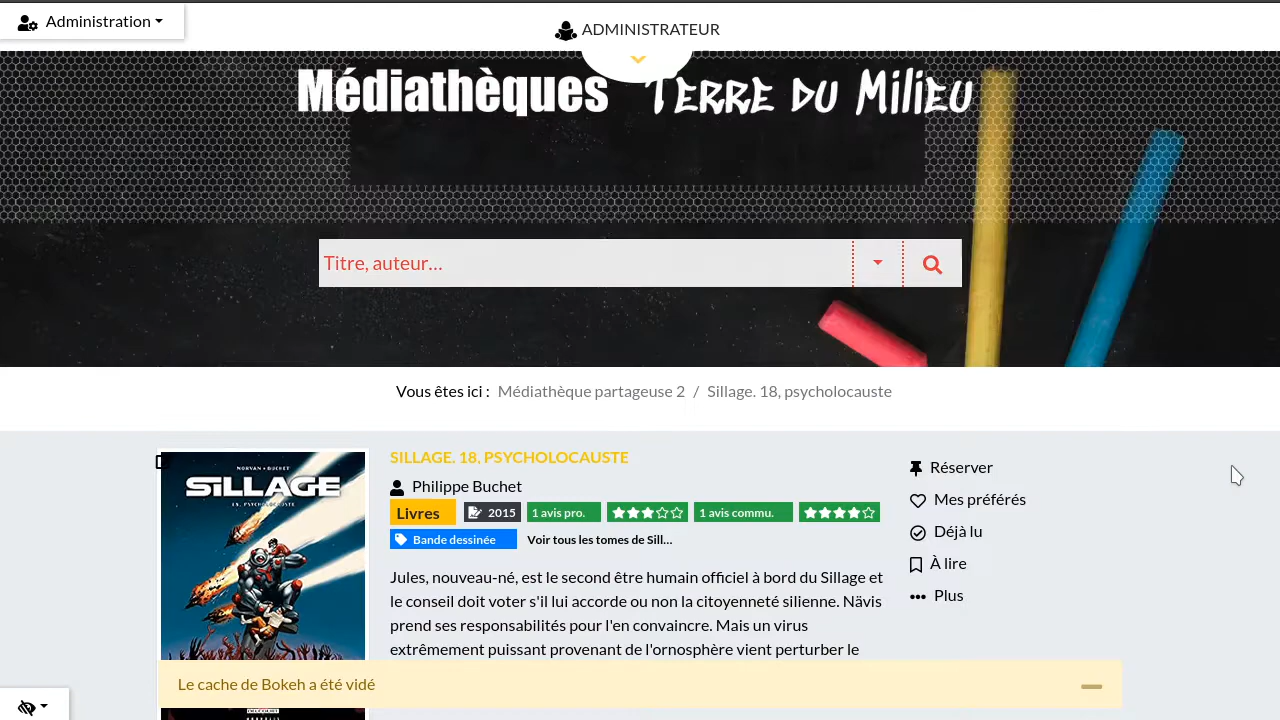 Administration
ADMINISTRATEUR
Médiathèques TERRE DU MiliEU
Titre, auteur...
Vous êtes ici : Médiathèque partageuse 2 / Sillage. 18, psycholocauste
NORVAN • BUCHET
SILLAGE
18. PSYCHOLOCAUSTE
SILLAGE. 18, PSYCHOLOCAUSTE
Philippe Buchet
Livres 2015 1 avis pro. 1 avis commu.
Bande dessinée Voir tous les tomes de Sill...
Jules, nouveau-né, est le second être humain officiel à bord du Sillage et
le conseil doit voter s'il lui accorde ou non la citoyenneté silienne. Nävis
prend ses responsabilités pour l'en convaincre. Mais un virus
extrêmement puissant provenant de l'ornosphère vient perturber le
Réserver
Mes préférés
Déjà lu
À lire
Plus
Le cache de Bokeh a été vidé